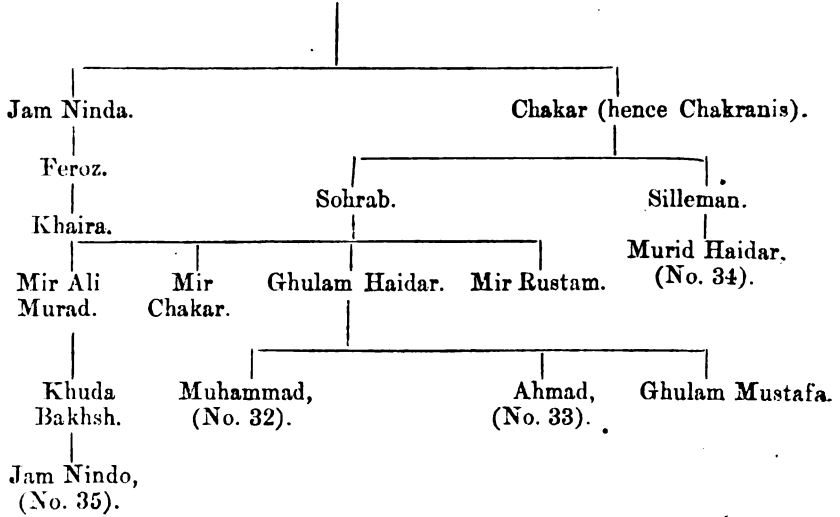 Jam Ninda. Chakar (hence Chakranis).
Feroz.
Sohrab. Silleman.
Khaira.
Murid Haidar,
(No. 34).
Mir Ali Mir Ghulam Haidar. Mir Rustam.
Murad. Chakar.
Khuda Muhammad, Ahmad, Ghulam Mustafa.
Bakhsh. (No. 32). (No. 33).
Jam Nindo,
(No. 35).